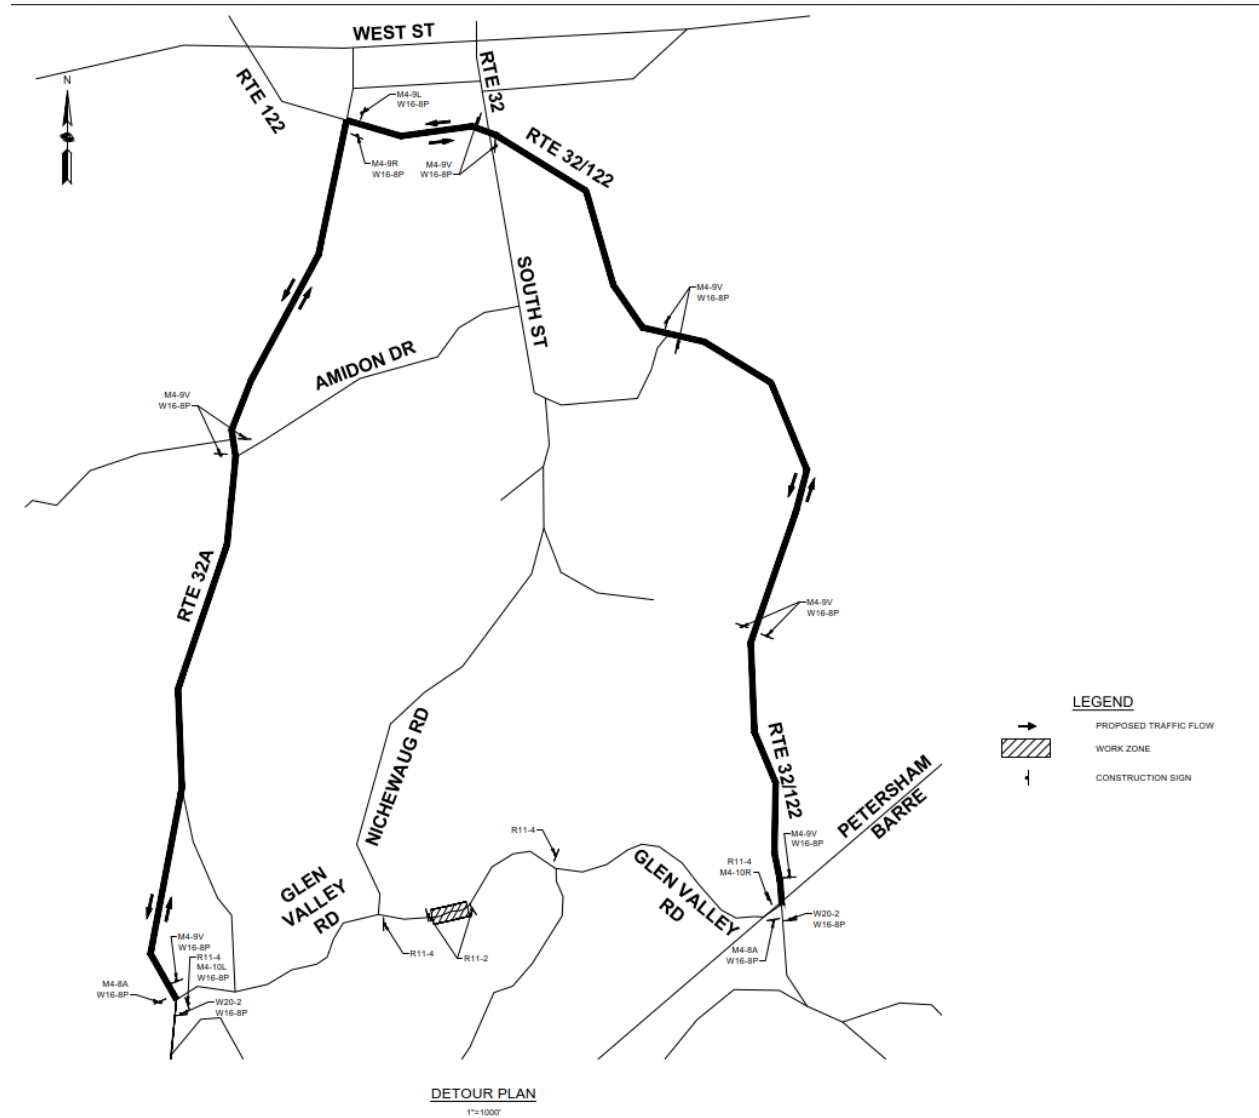 WEST ST
N
RTE 122
RTE 32
M4-9L
W16-8P
RTE 32/122
M4-9R
W16-8P
M4-9V
W16-8P
SOUTH ST
M4-9V
W16-8P
AMIDON DR
M4-9V
W16-8P
RTE 32A
M4-9V
W16-8P
NICHEWAUG RD
RTE 32/122
LEGEND
PROPOSED TRAFFIC FLOW
WORK ZONE
CONSTRUCTION SIGN
PETERSHAM
BARRE
R11-4
M4-9V
W16-8P
GLEN
VALLEY
RD
GLEN VALLEY
RD
R11-4
M4-10R
W20-2
W16-8P
M4-8A
W16-8P
R11-4
R11-2
M4-9V
W16-8P
R11-4
M4-10L
W16-8P
M4-8A
W16-8P
W20-2
W16-8P
DETOUR PLAN
1"=1000'